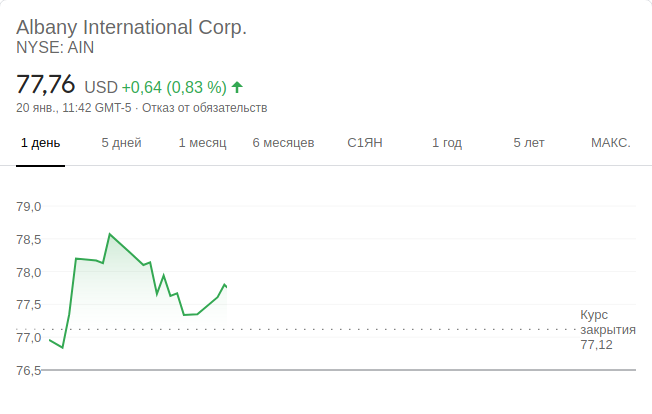 Albany International Corp.
NYSE: AIN
77,76 USD +0,64 (0,83 %)
20 янв., 11:42 GMT-5 · Отказ от обязательств
1 день 5 дней 1 месяц 6 месяцев С1ЯН 1 год 5 лет МАКС.
79,0
78,5
78,0
77,5
77,0
76,5
Курс
закрытия
77,12